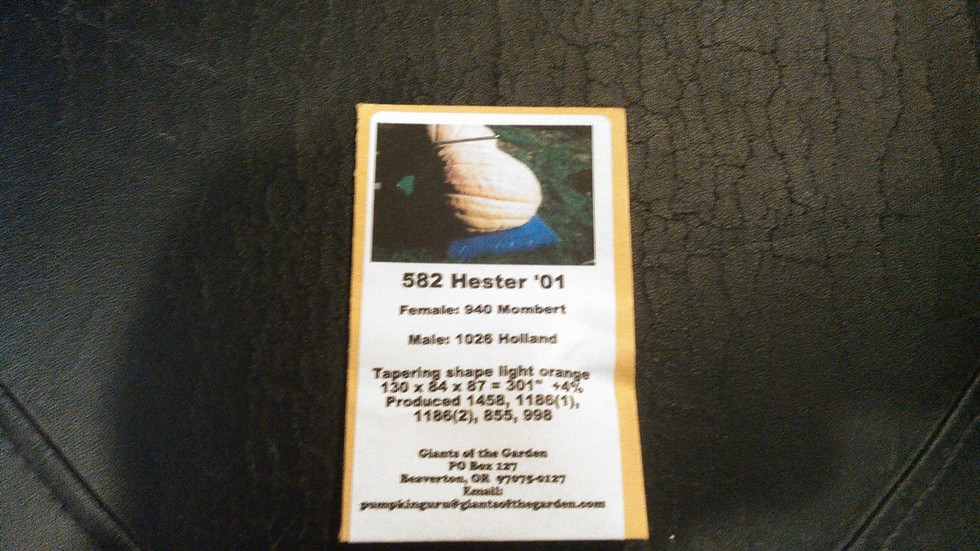 582 Hester '01
Female: 940 Mombert
Male: 1026 Holland
Tapering shape light orange
130 x 84 x 87 = 301" +4%
Produced 1458, 1186(1),
1186(2), 855, 998
Giants of the Garden
PO Box 127
Beaverton, OR 97075-0127
Email:
pumpkinguru@giantsofthegarden.com